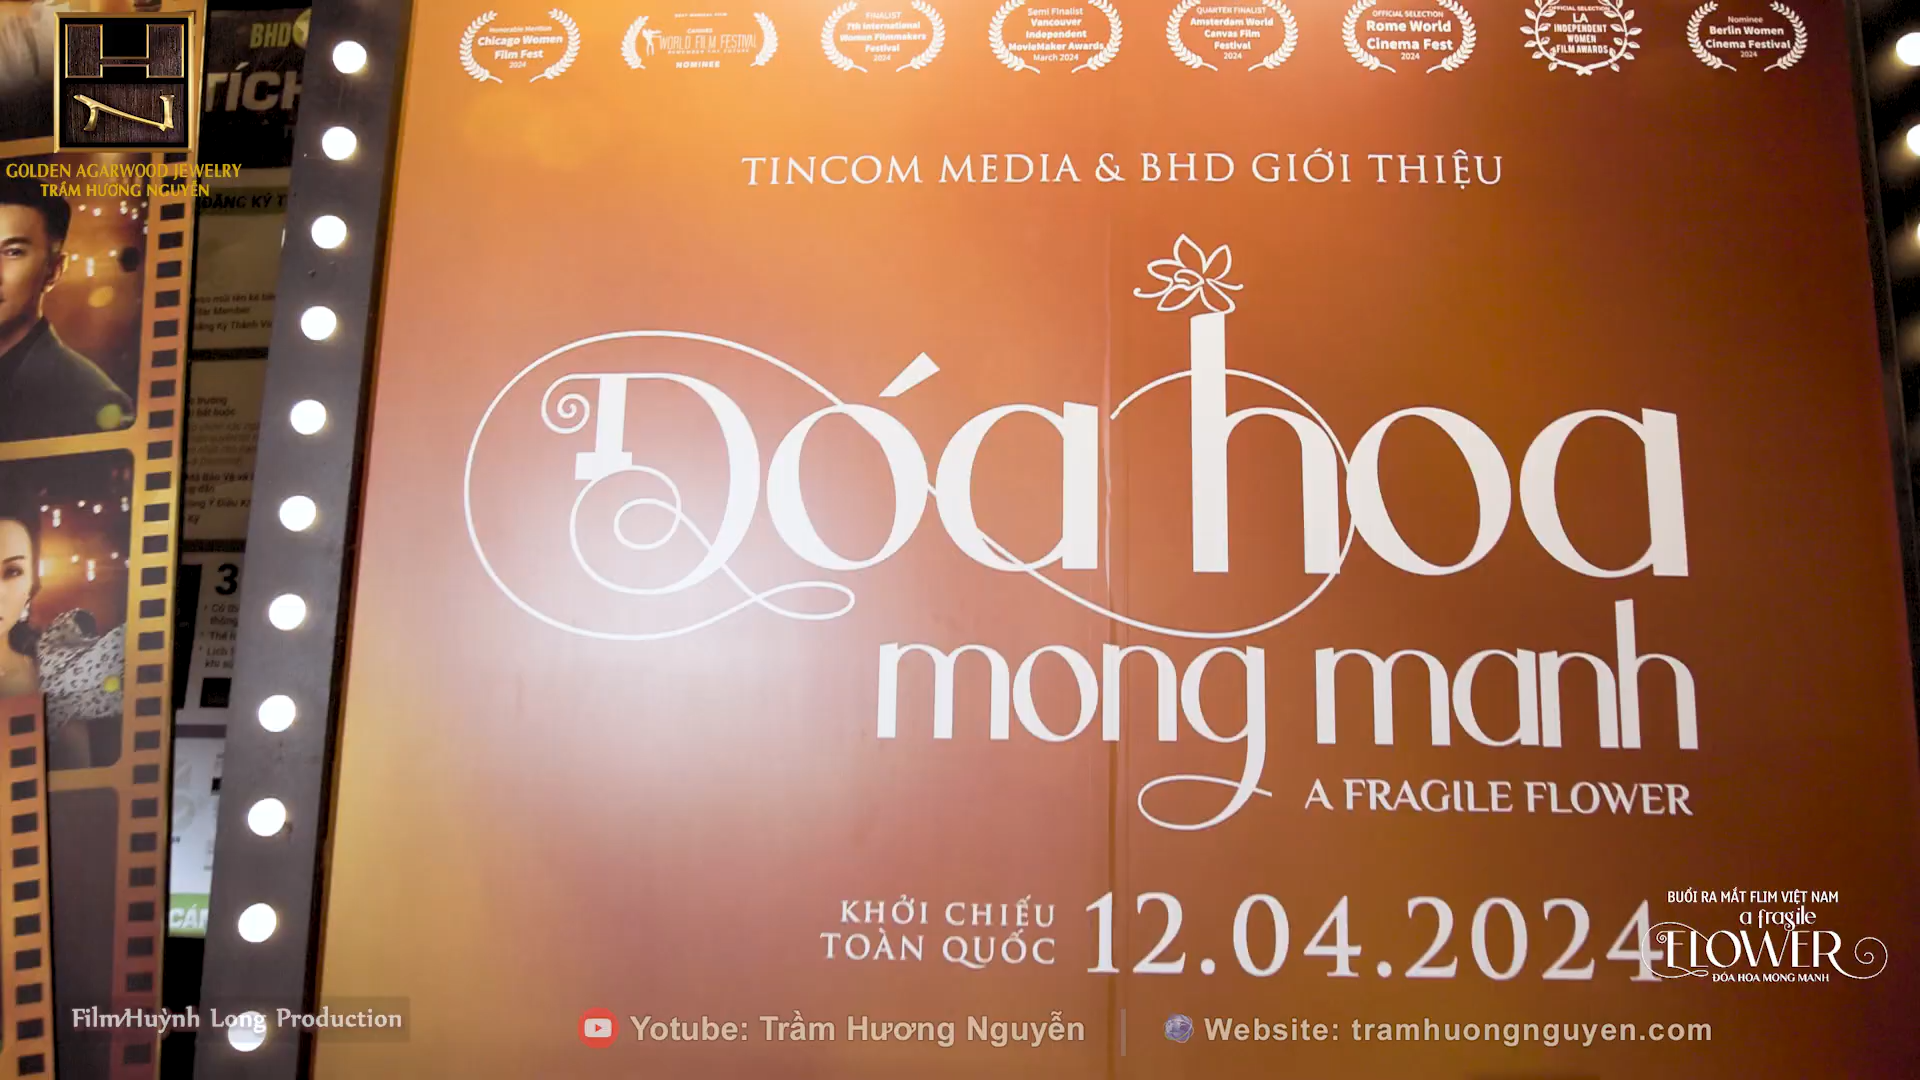 Honorable Mention
Chicago Women
Film Fest
2024
WORLD FILM FESTIVAL
NOMINEE
FINALIST
7th International
Women Filmmakers
Festival
2024
Semi Finalist
Vancouver
Independent
MovieMaker Awards
March 2024
QUARTER FINALIST
Amsterdam World
Canvas Film
Festival
2024
OFFICIAL SELECTION
Rome World
Cinema Fest
2024
OFFICIAL SELECTION
LA
INDEPENDENT
WOMEN
FILM AWARDS
Nominee
Berlin Women
Cinema Festival
2024
H
N
GOLDEN AGARWOOD JEWELRY
TRẦM HƯƠNG NGUYỄN
BHD
TÍCH
ĐĂNG KÝ T
3
TINCOM MEDIA & BHD GIỚI THIỆU
Đóa hoa
mong manh
A FRAGILE FLOWER
KHỞI CHIẾU
TOÀN QUỐC
12.04.2024
BUỔI RA MẮT FLIM VIỆT NAM
a fragile
FLOWER
ĐÓA HOA MONG MANH
Film/Huỳnh Long Production
Yotube: Trầm Hương Nguyễn
Website: tramhuongnguyen.com